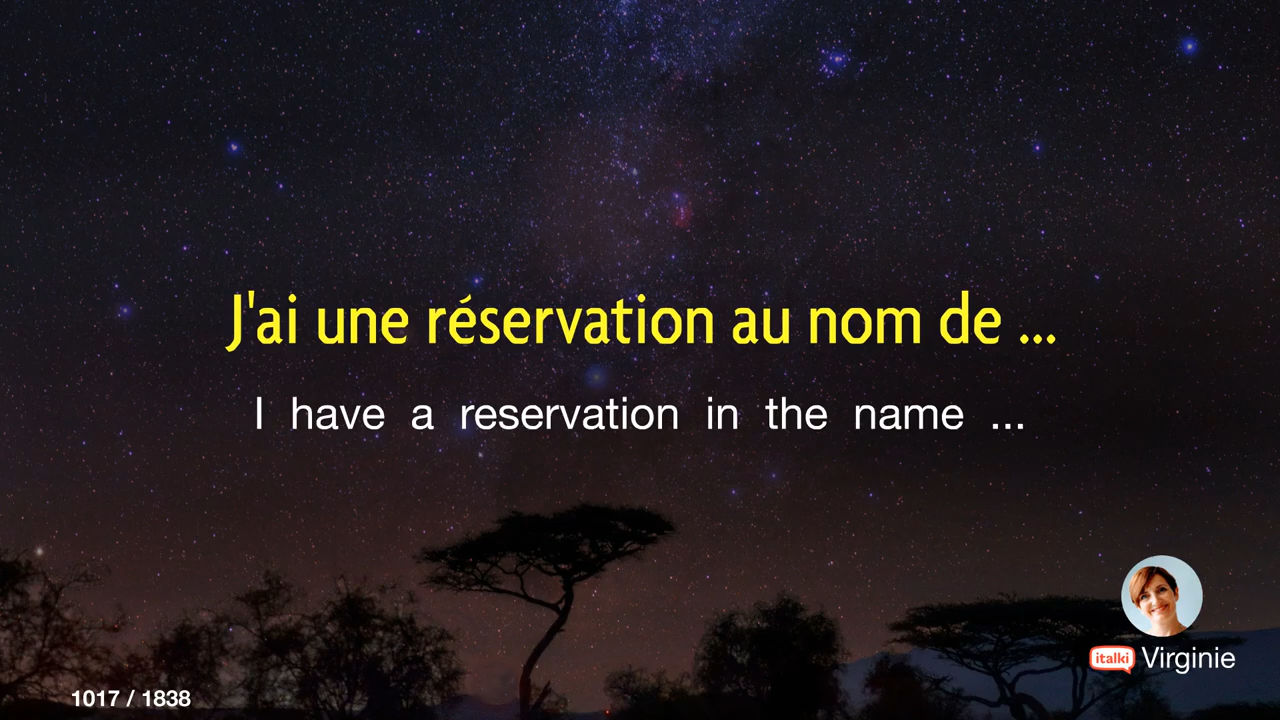 J'ai une réservation au nom de ...
I have a reservation in the name ...
italki Virginie
1017 / 1838